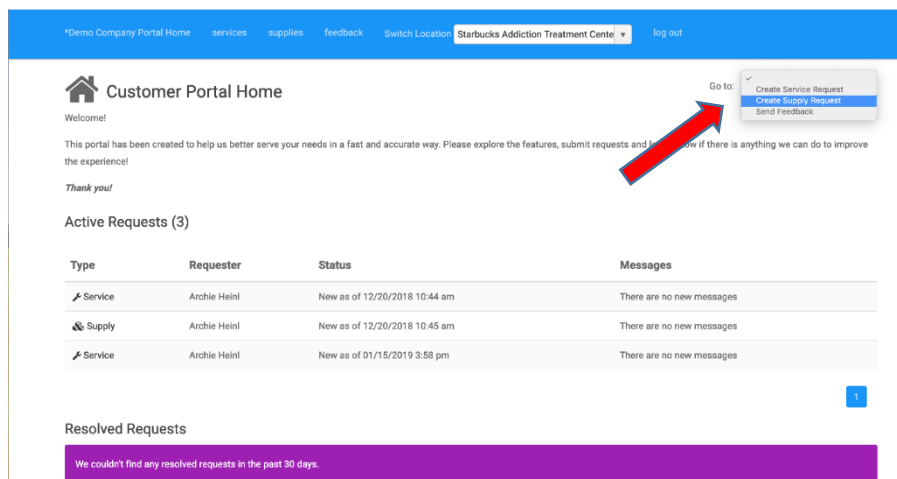 *Demo Company Portal Home services supplies feedback Switch Location Starbucks Addiction Treatment Cente log out
Customer Portal Home
Go to:
Create Service Request
Create Supply Request
Send Feedback
Welcome!
This portal has been created to help us better serve your needs in a fast and accurate way. Please explore the features, submit requests and if there is anything we can do to improve
the experience!
Thank you!
Active Requests (3)
Type Requester Status Messages
Service Archie Heinl New as of 12/20/2018 10:44 am There are no new messages
Supply Archie Heinl New as of 12/20/2018 10:45 am There are no new messages
Service Archie Heinl New as of 01/15/2019 3:58 pm There are no new messages
1
Resolved Requests
We couldn't find any resolved requests in the past 30 days.